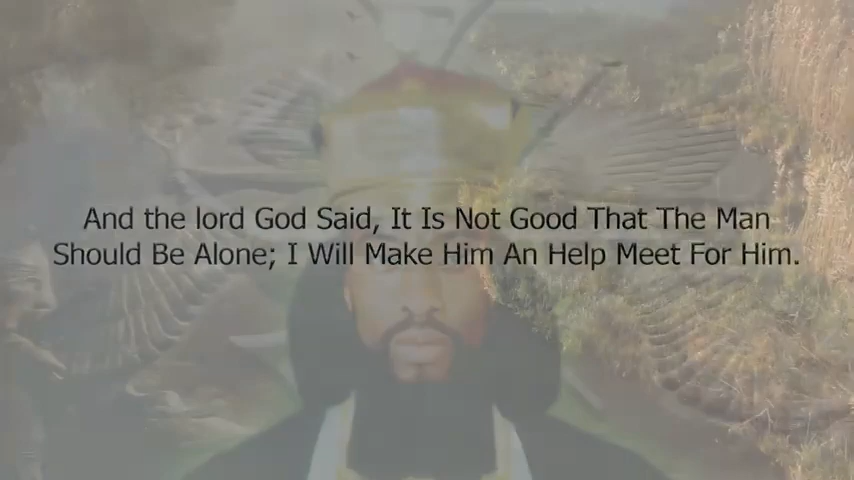 And the lord God Said, It Is Not Good That The Man
Should Be Alone; I Will Make Him An Help Meet For Him.